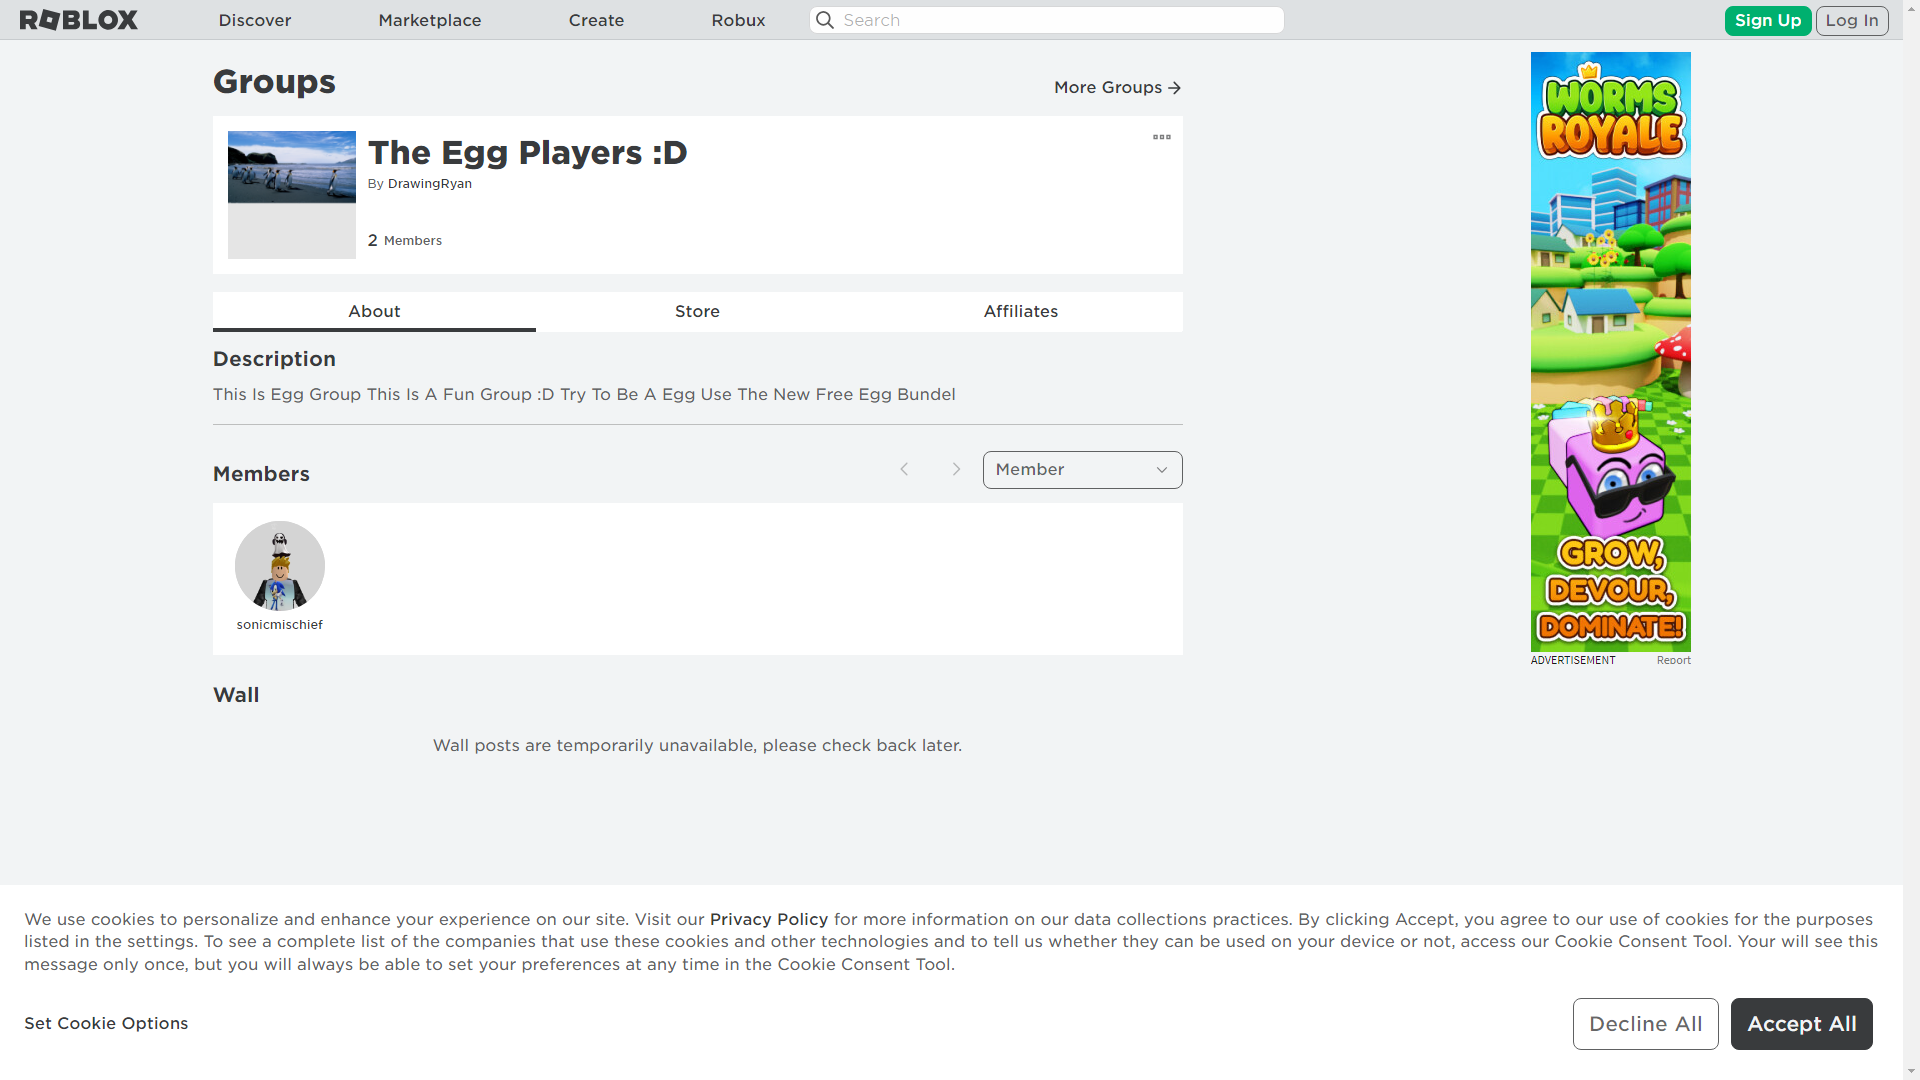 ROBLOX
Discover
Marketplace
Create
Robux
Search
Sign Up
Log In
Groups
More Groups
The Egg Players :D
By DrawingRyan
2 Members
About
Store
Affiliates
Description
This Is Egg Group This Is A Fun Group :D Try To Be A Egg Use The New Free Egg Bundel
Members
Member
sonicmischief
Wall
Wall posts are temporarily unavailable, please check back later.
WORMS
ROYALE
GROW,
DEVOUR,
DOMINATE!
ADVERTISEMENT
Report
We use cookies to personalize and enhance your experience on our site. Visit our Privacy Policy for more information on our data collections practices. By clicking Accept, you agree to our use of cookies for the purposes
listed in the settings. To see a complete list of the companies that use these cookies and other technologies and to tell us whether they can be used on your device or not, access our Cookie Consent Tool. Your will see this
message only once, but you will always be able to set your preferences at any time in the Cookie Consent Tool.
Set Cookie Options
Decline All
Accept All